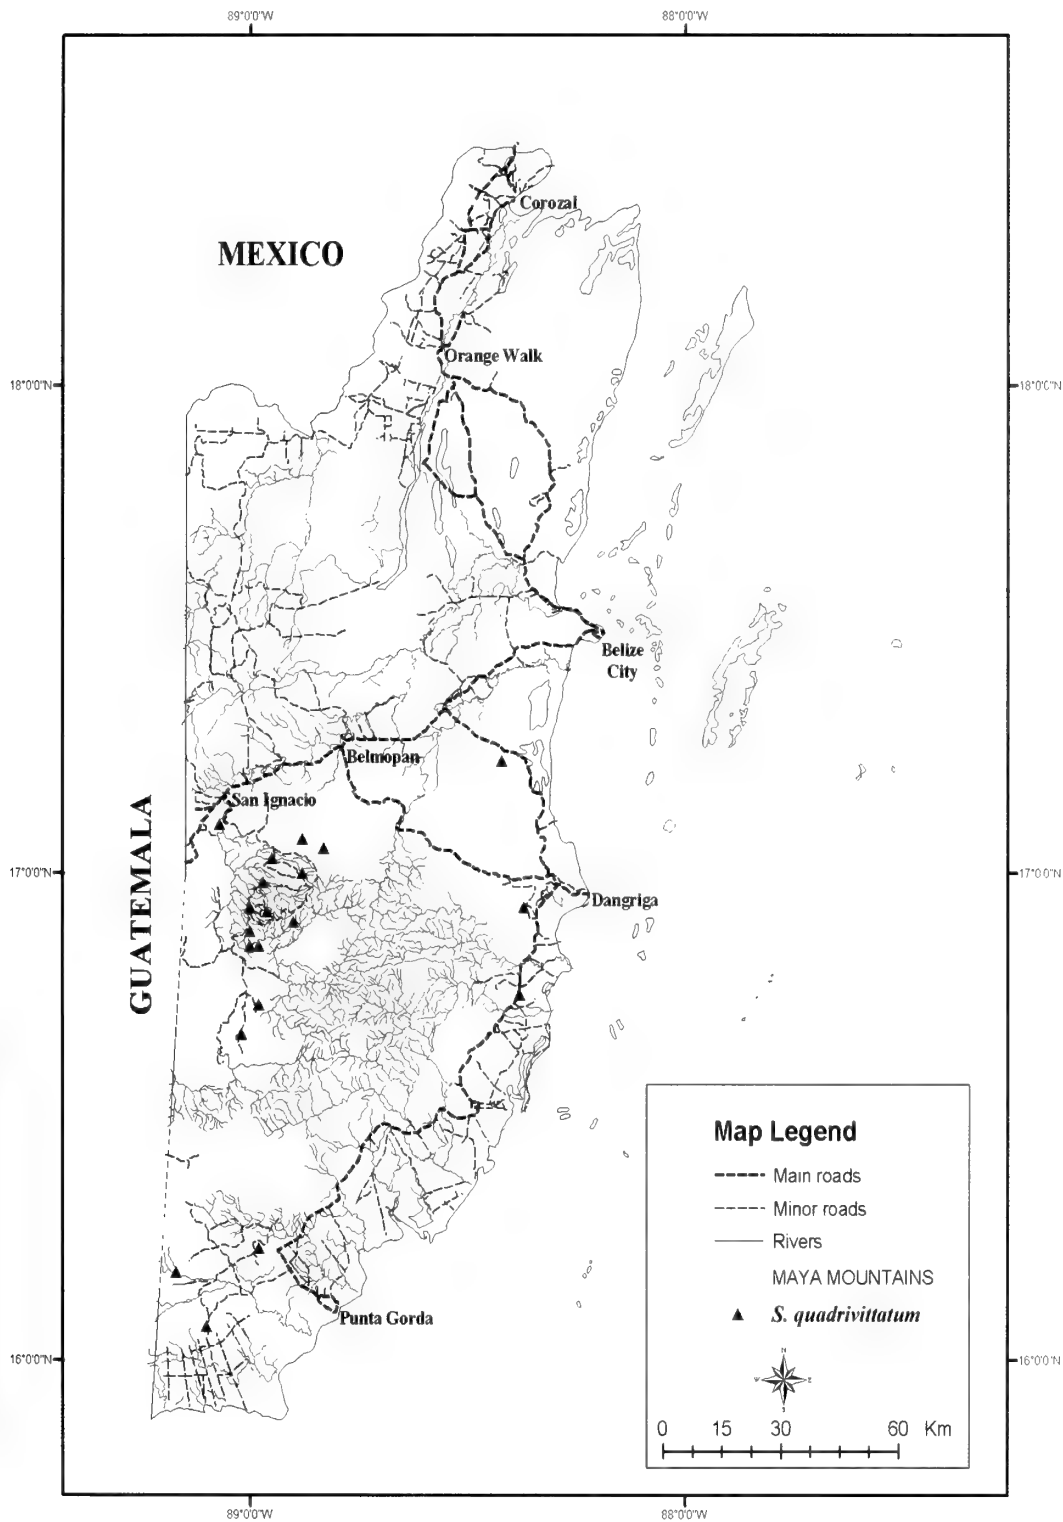 89°0'0"W 88°0'0"W
Corozal
MEXICO
Orange Walk
18°0'0"N 18°0'0"N
Belize
City
Belmopan
San Ignacio
GUATEMALA
17°0'0"N 17°0'0"N
Dangriga
Map Legend
Main roads
Minor roads
Rivers
MAYA MOUNTAINS
S. quadrivittatum
Punta Gorda
16°0'0"N 16°0'0"N
N
W E
S
0 15 30 60 Km
89°0'0"W 88°0'0"W